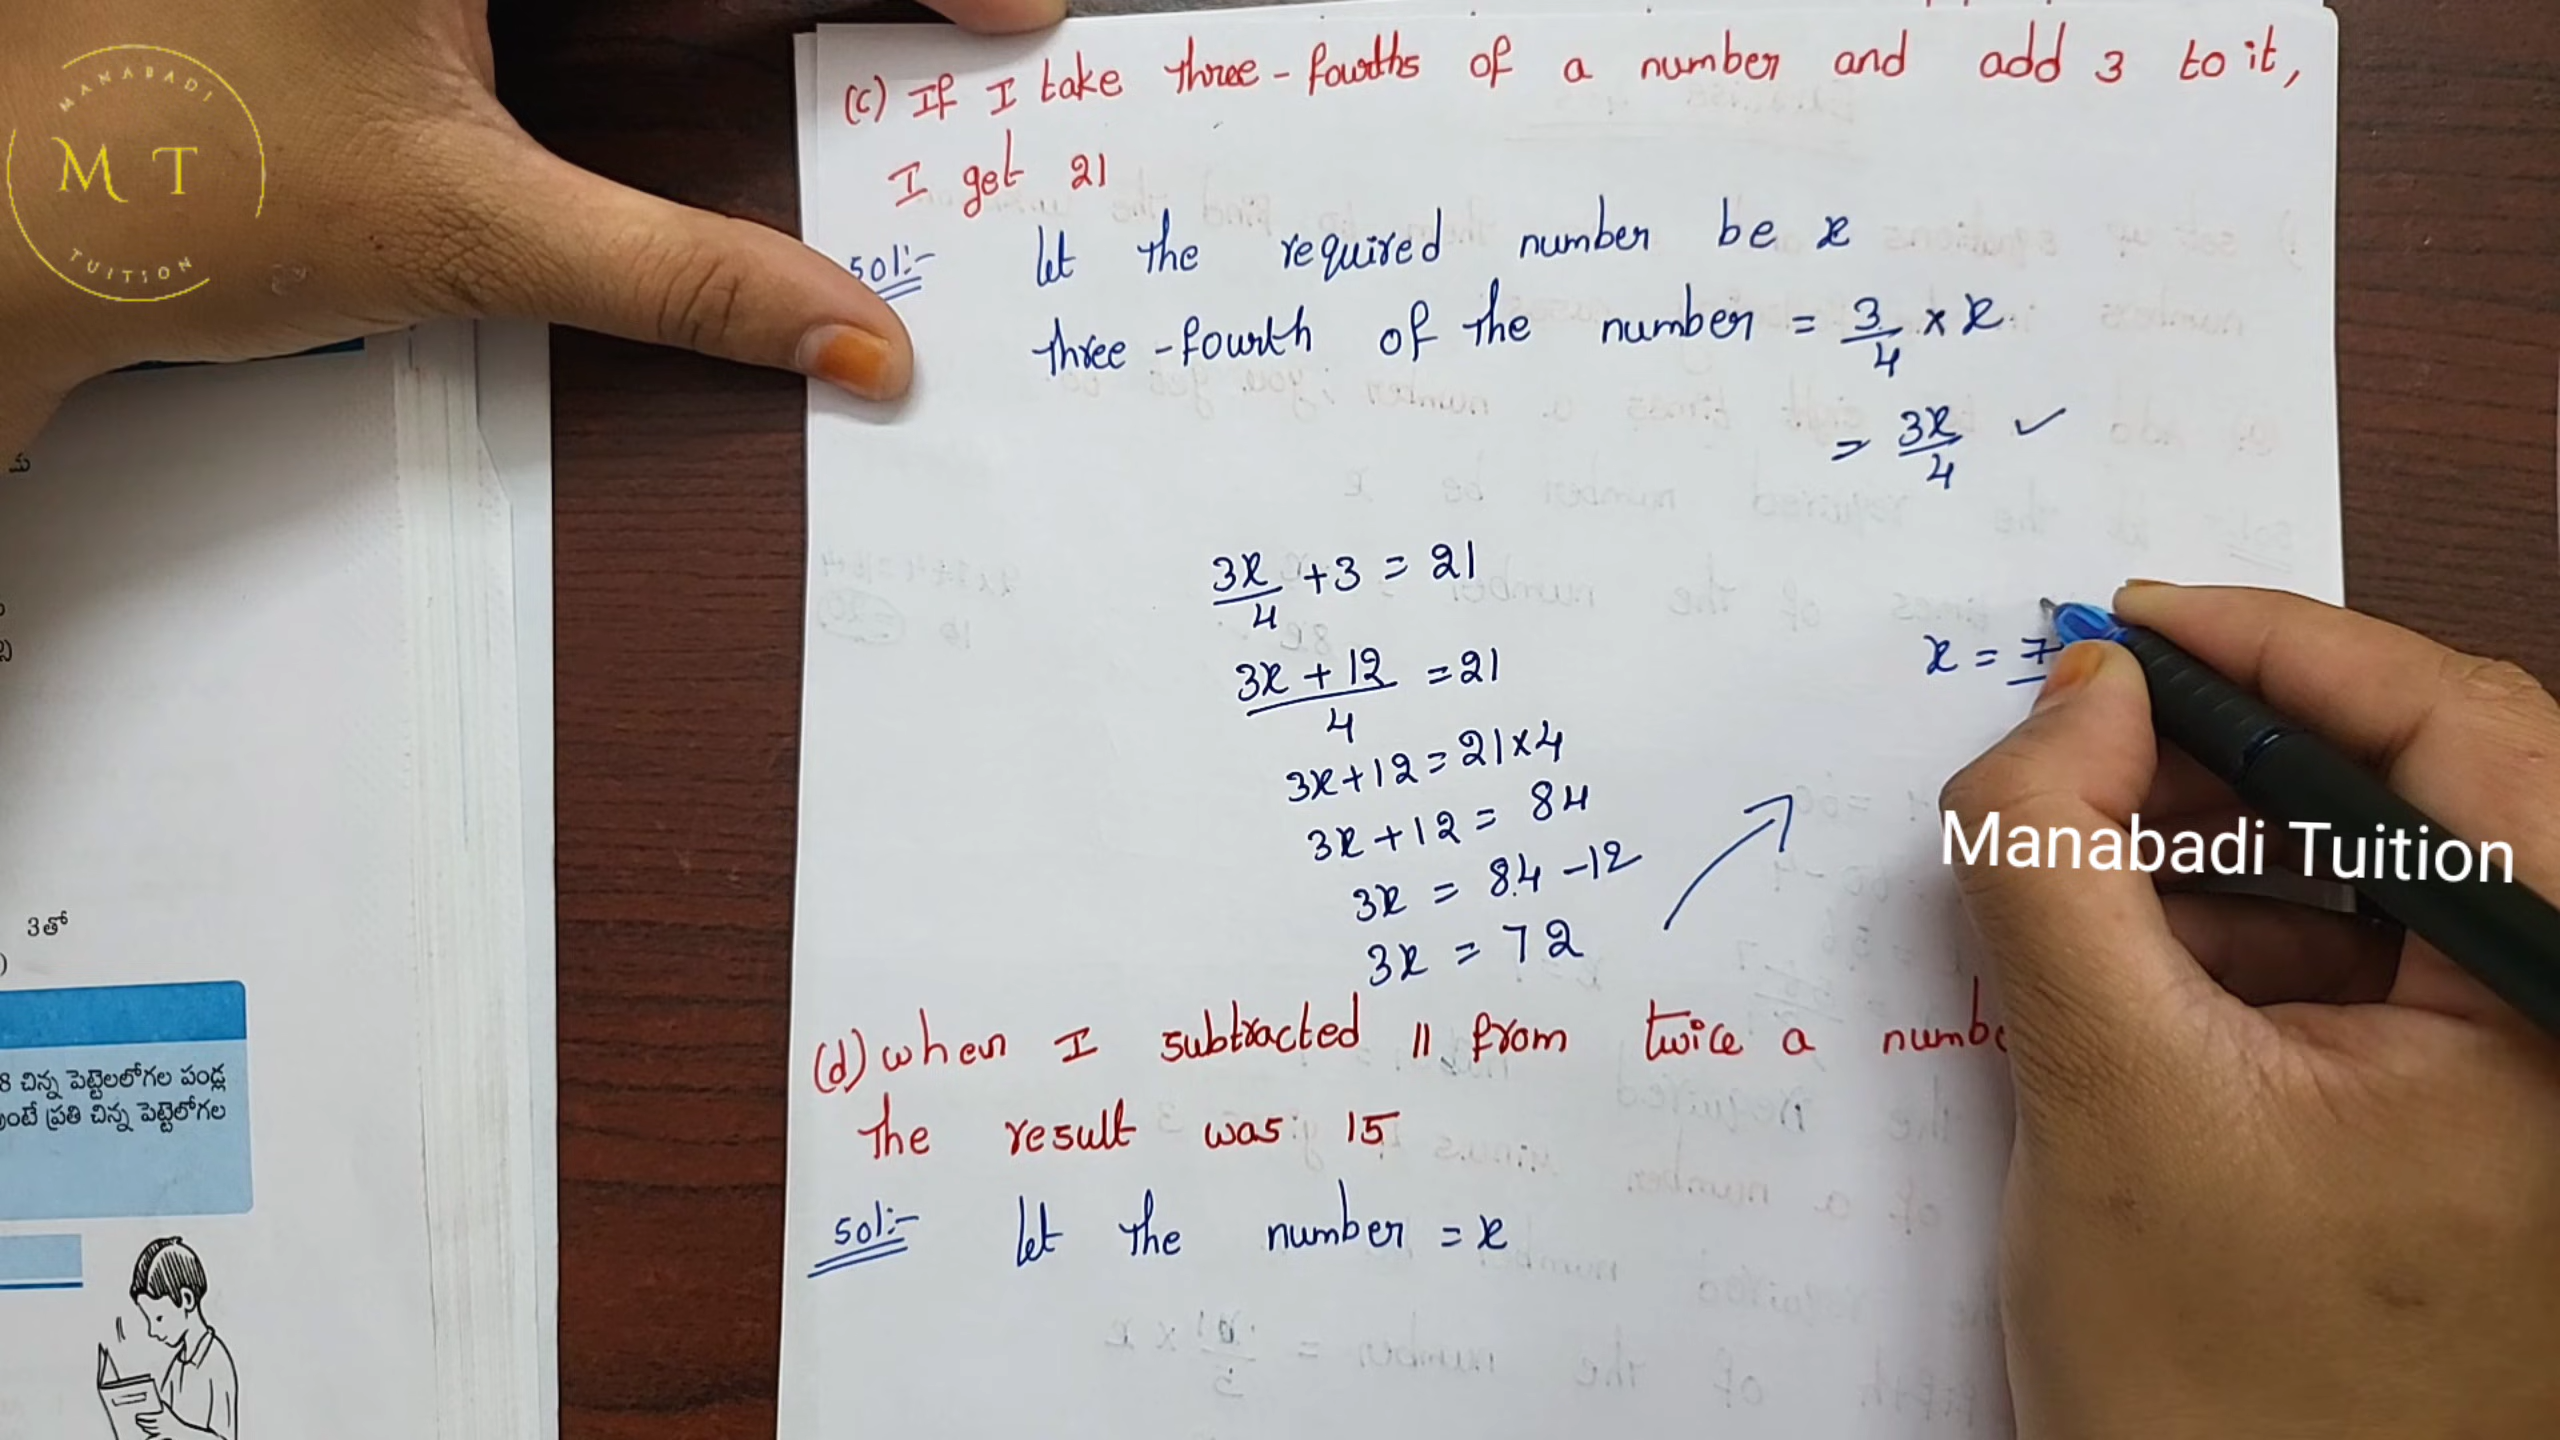 MANABADI
M T
TUITION
(c) If I take three-fourths of a number and add 3 to it,
I get 21
Sol:- let the required number be x
three-fourth of the number = 3/4 × x
= 3x/4 ✓
3x/4 + 3 = 21
(3x + 12)/4 = 21
3x + 12 = 21 × 4
3x + 12 = 84
3x = 84 - 12
3x = 72
x = 7
Manabadi Tuition
(d) when I subtracted 11 from twice a numbe
the result was 15
Sol:- let the number = x
3తో
8 చిన్న పెట్టెలలోగల పండ్ల
ఉంటే ప్రతి చిన్న పెట్టెలోగల